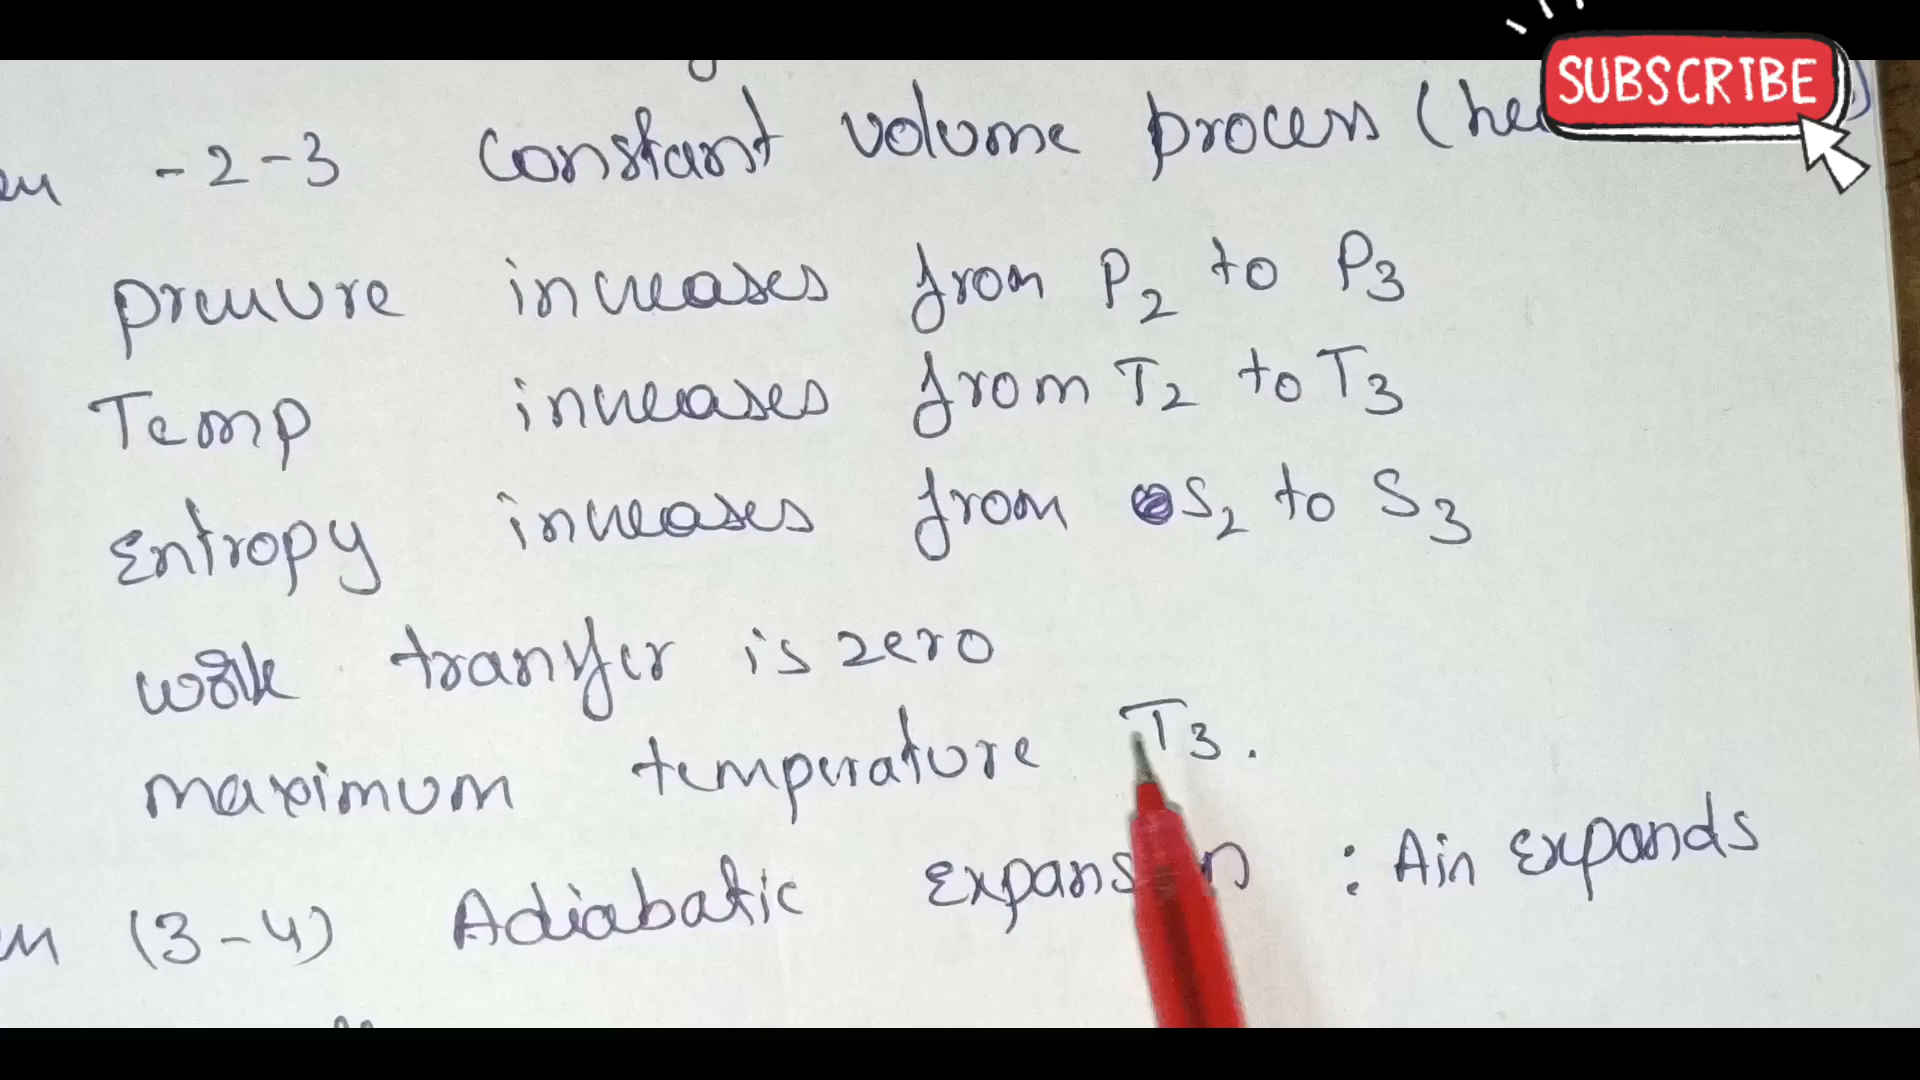 SUBSCRIBE
-2-3 Constant volume process (he
pressure increases from P2 to P3
Temp increases from T2 to T3
Entropy increases from S2 to S3
work transfer is zero
maximum temperature T3.
(3-4) Adiabatic expansion : Air expands